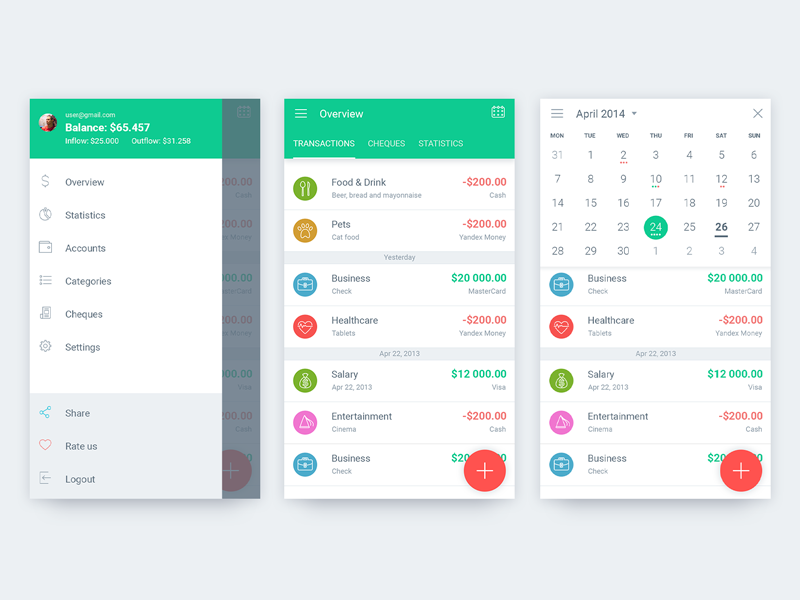 user@gmail.com
Balance: $65.457
Inflow: $25.000 Outflow: $31.258
Overview
Statistics
Accounts
Categories
Cheques
Settings
Share
Rate us
Logout
00.00
Cash
00.00
x Money
00.00
00.00
x Money
00.00
Visa
00.00
Cash
Overview
TRANSACTIONS CHEQUES STATISTICS
Food & Drink -$200.00
Beer, bread and mayonnaise Cash
Pets -$200.00
Cat food Yandex Money
Yesterday
Business $20 000.00
Check MasterCard
Healthcare -$200.00
Tablets Yandex Money
Apr 22, 2013
Salary $12 000.00
Apr 22, 2013 Visa
Entertainment -$200.00
Cinema Cash
Business $20
Check
April 2014
MON TUE WED THU FRI SAT SUN
31 1 2 3 4 5 6
7 8 9 10 11 12 13
14 15 16 17 18 19 20
21 22 23 24 25 26 27
28 29 30 1 2 3 4
Business $20 000.00
Check MasterCard
Healthcare -$200.00
Tablets Yandex Money
Apr 22, 2013
Salary $12 000.00
Apr 22, 2013 Visa
Entertainment -$200.00
Cinema Cash
Business $20
Check